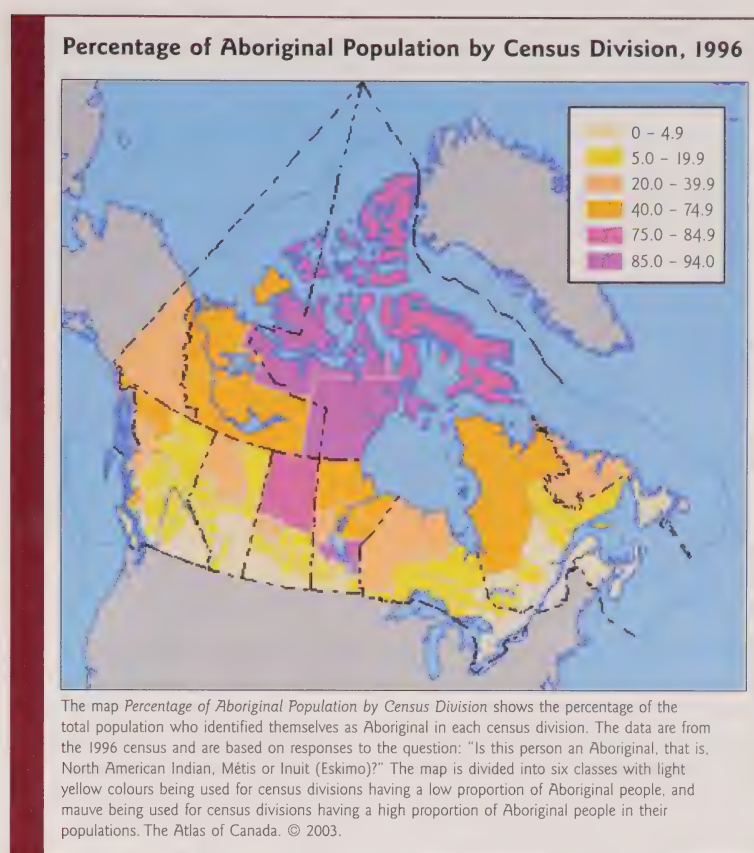 Percentage of Aboriginal Population by Census Division, 1996
0 – 4.9
5.0 – 19.9
20.0 – 39.9
40.0 – 74.9
75.0 – 84.9
85.0 – 94.0
The map Percentage of Aboriginal Population by Census Division shows the percentage of the
total population who identified themselves as Aboriginal in each census division. The data are from
the 1996 census and are based on responses to the question: "Is this person an Aboriginal, that is,
North American Indian, Métis or Inuit (Eskimo)?" The map is divided into six classes with light
yellow colours being used for census divisions having a low proportion of Aboriginal people, and
mauve being used for census divisions having a high proportion of Aboriginal people in their
populations. The Atlas of Canada. © 2003.